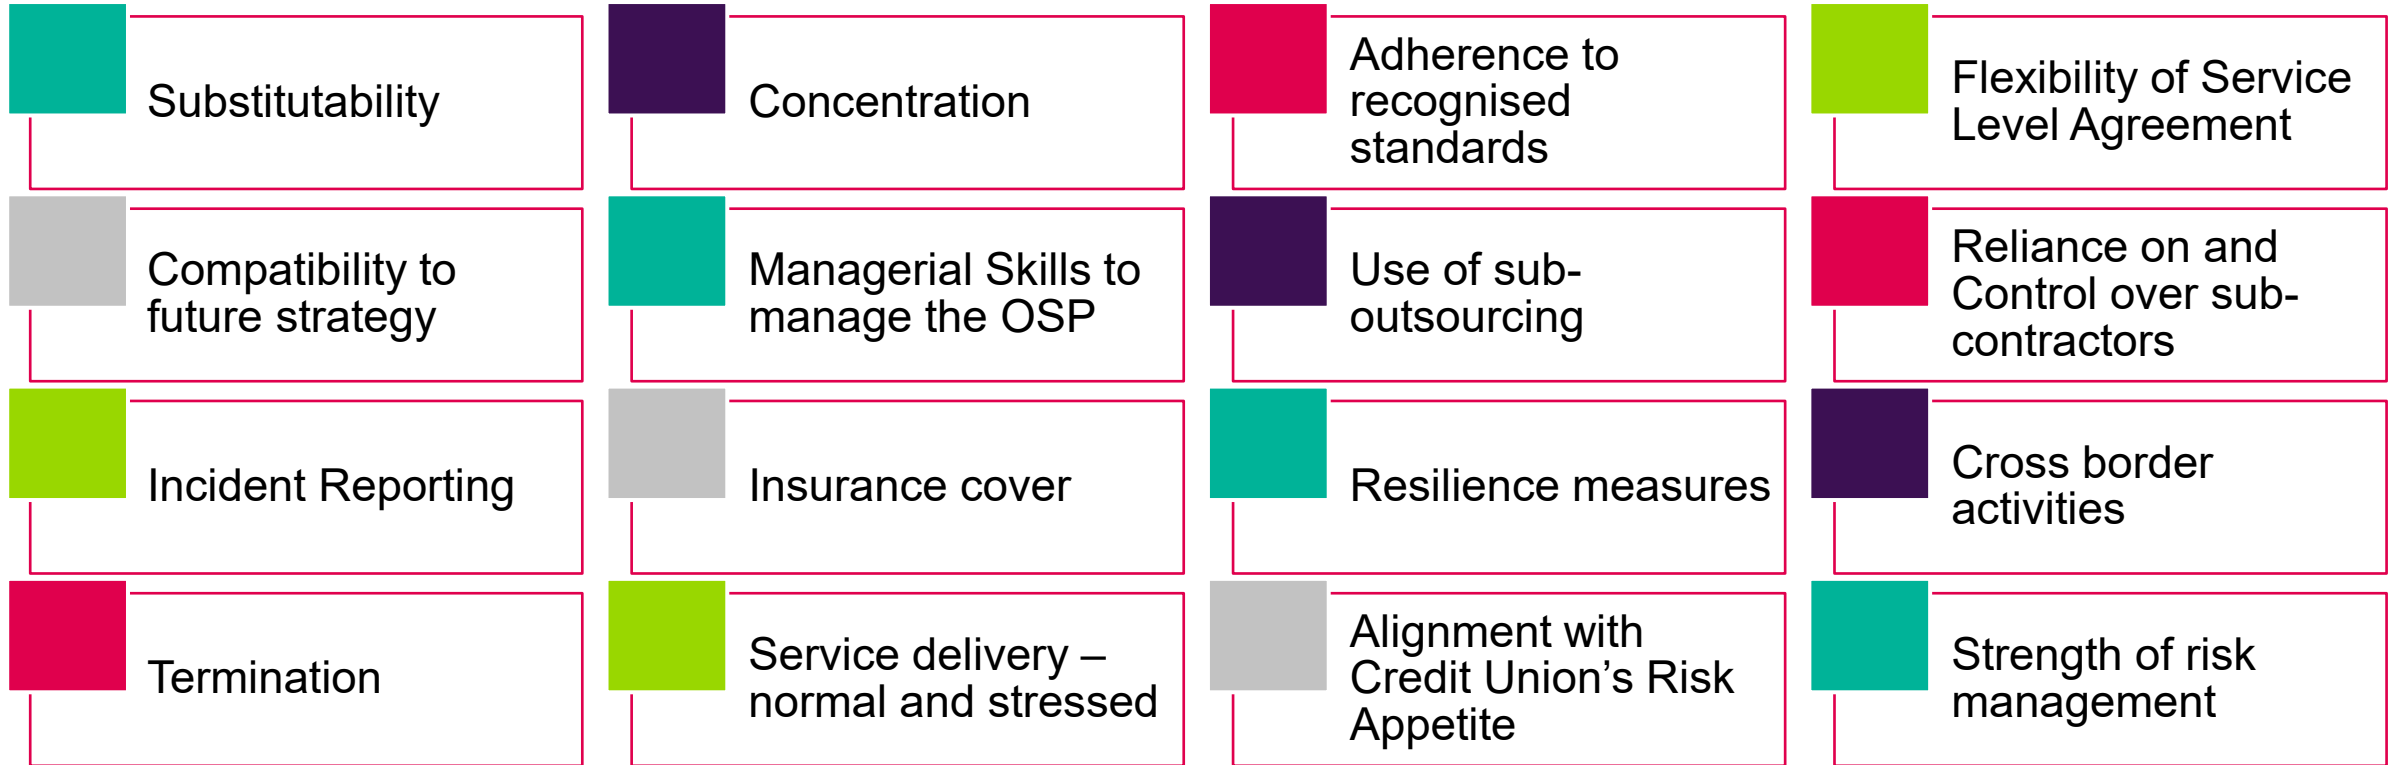 Substitutability
Concentration
Adherence to
recognised
standards
Flexibility of Service
Level Agreement
Compatibility to
future strategy
Managerial Skills to
manage the OSP
Use of sub-
outsourcing
Reliance on and
Control over sub-
contractors
Incident Reporting
Insurance cover
Resilience measures
Cross border
activities
Termination
Service delivery –
normal and stressed
Alignment with
Credit Union’s Risk
Appetite
Strength of risk
management